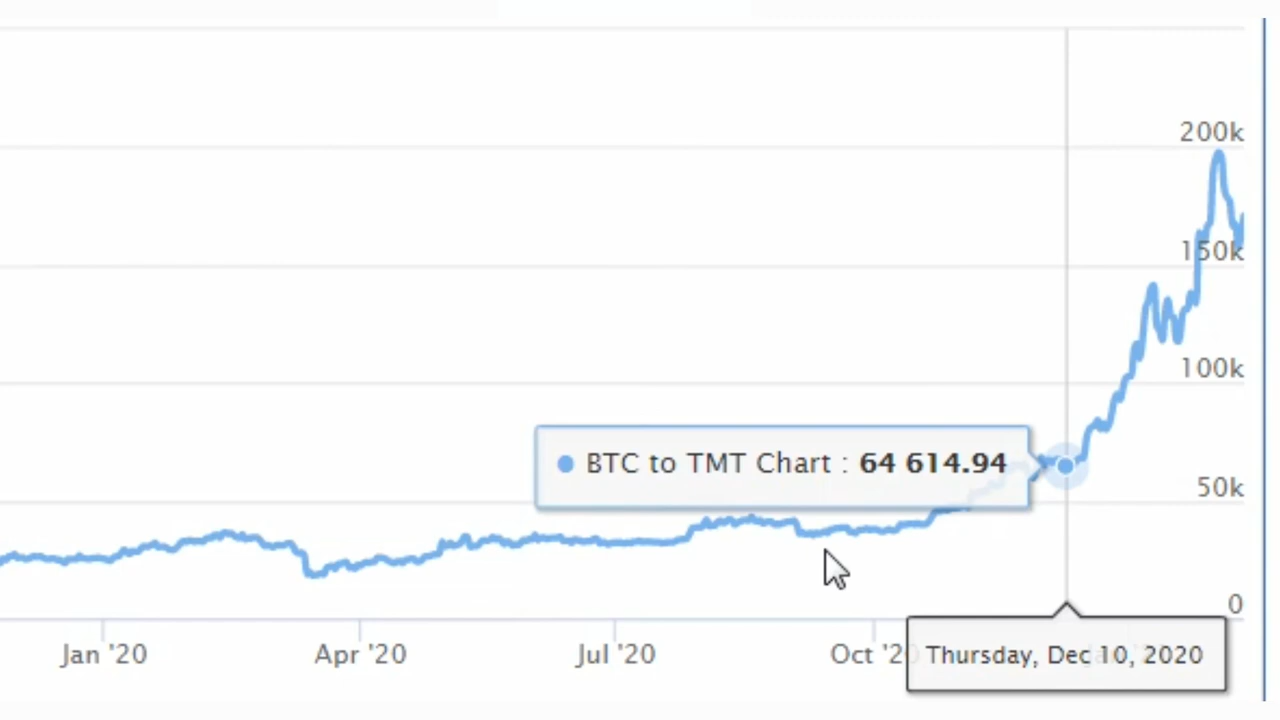 200k
150k
100k
BTC to TMT Chart : 64 614.94
50k
0
Jan '20
Apr '20
Jul '20
Oct '20
Thursday, Dec 10, 2020